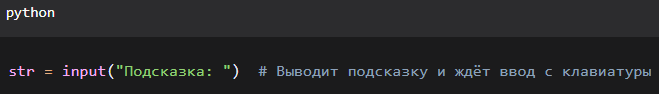 python
str = input("Подсказка: ")  # Выводит подсказку и ждёт ввод с клавиатуры